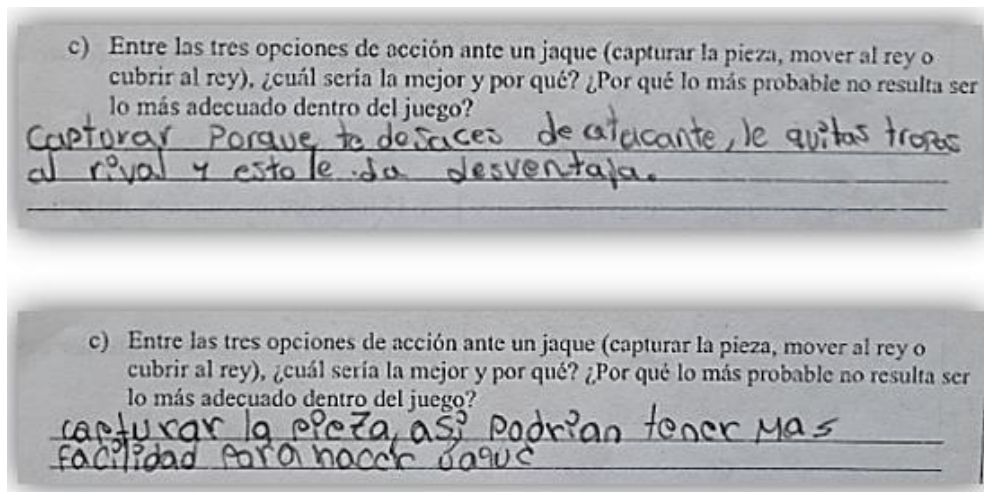 c) Entre las tres opciones de acción ante un jaque (capturar la pieza, mover al rey o
cubrir al rey), ¿cuál sería la mejor y por qué? ¿Por qué lo más probable no resulta ser
lo más adecuado dentro del juego?
Capturar Porque te desaces de atacante, le quitas tropas
al rival y esto le da desventaja.
c) Entre las tres opciones de acción ante un jaque (capturar la pieza, mover al rey o
cubrir al rey), ¿cuál sería la mejor y por qué? ¿Por qué lo más probable no resulta ser
lo más adecuado dentro del juego?
capturar la pieza, así podrian tener mas
facilidad para hacer jaque